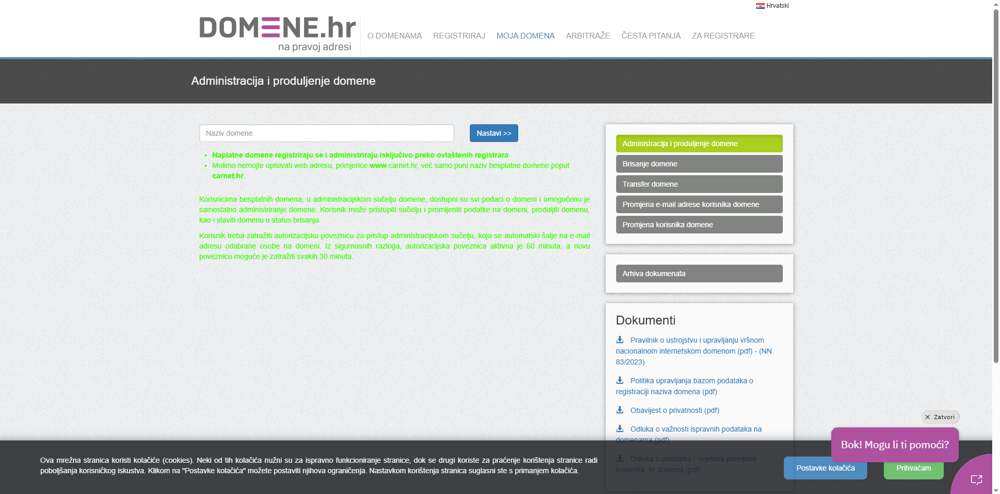 Hrvatski
DOMENE.hr
na pravoj adresi
O DOMENAMA
REGISTRIRAJ
MOJA DOMENA
ARBITRAŽE
ČESTA PITANJA
ZA REGISTRARE
Administracija i produljenje domene
Naziv domene
Nastavi >>
Naplatne domene registriraju se i administriraju isključivo preko ovlaštenih registrara
Molimo nemojte upisivati web adresu, primjerice www.carnet.hr, već samo puni naziv besplatne domene poput
carnet.hr.
Korisnicima besplatnih domena, u administracijskom sučelju domene, dostupni su svi podaci o domeni i omogućeno je
samostalno administriranje domene. Korisnik može pristupiti sučelju i promijeniti podatke na domeni, produljiti domenu,
kao i staviti domenu u status brisanja.
Korisnik treba zatražiti autorizacijsku poveznicu za pristup administracijskom sučelju, koja se automatski šalje na e-mail
adresu odabrane osobe na domeni. Iz sigurnosnih razloga, autorizacijska poveznica aktivna je 60 minuta, a novu
poveznicu moguće je zatražiti svakih 30 minuta.
Administracija i produljenje domene
Brisanje domene
Transfer domene
Promjena e-mail adrese korisnika domene
Promjena korisnika domene
Arhiva dokumenata
Dokumenti
Pravilnik o ustrojstvu i upravljanju vršnom
nacionalnom internetskom domenom (pdf) - (NN
83/2023)
Politika upravljanja bazom podataka o
registraciji naziva domena (pdf)
Obavijest o privatnosti (pdf)
Odluka o važnosti ispravnih podataka na
domenama (pdf)
Odluka o postupku i uvjetima promjene
korisnika .hr domena (pdf)
Zatvori
Bok! Mogu li ti pomoći?
Ova mrežna stranica koristi kolačiće (cookies). Neki od tih kolačića nužni su za ispravno funkcioniranje stranice, dok se drugi koriste za praćenje korištenja stranice radi
poboljšanja korisničkog iskustva. Klikom na "Postavke kolačića" možete postaviti njihova ograničenja. Nastavkom korištenja stranica suglasni ste s primanjem kolačića.
Postavke kolačića
Prihvaćam